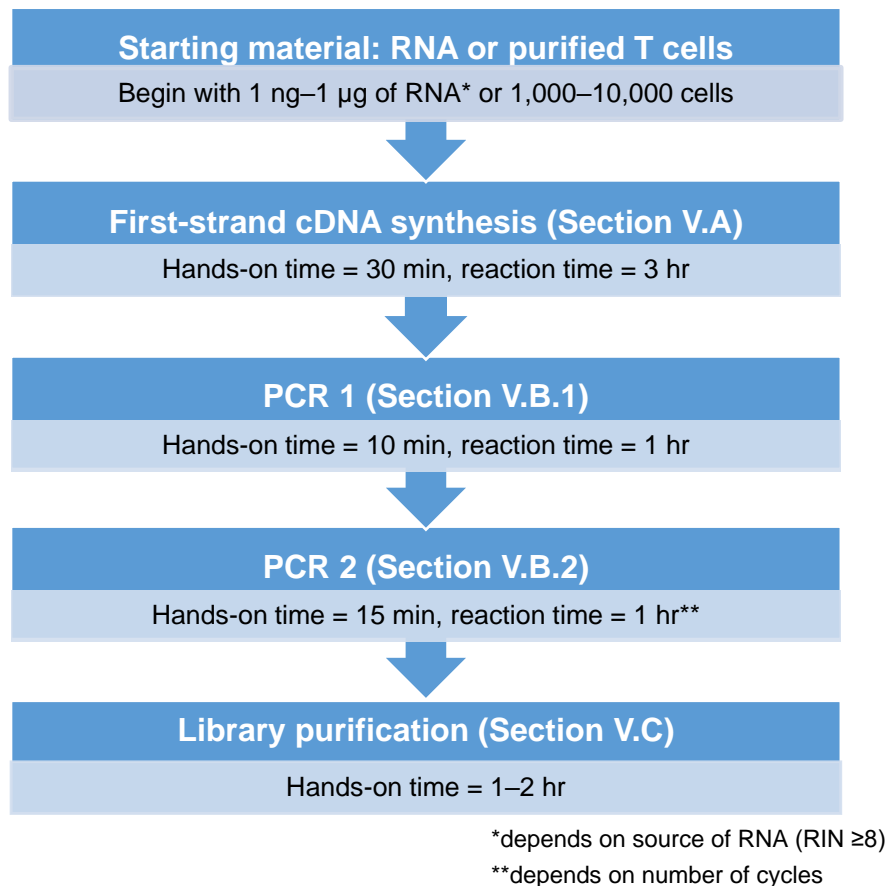 Starting material: RNA or purified T cells
Begin with 1 ng–1 µg of RNA* or 1,000–10,000 cells
First-strand cDNA synthesis (Section V.A)
Hands-on time = 30 min, reaction time = 3 hr
PCR 1 (Section V.B.1)
Hands-on time = 10 min, reaction time = 1 hr
PCR 2 (Section V.B.2)
Hands-on time = 15 min, reaction time = 1 hr**
Library purification (Section V.C)
Hands-on time = 1–2 hr
*depends on source of RNA (RIN ≥8)
**depends on number of cycles